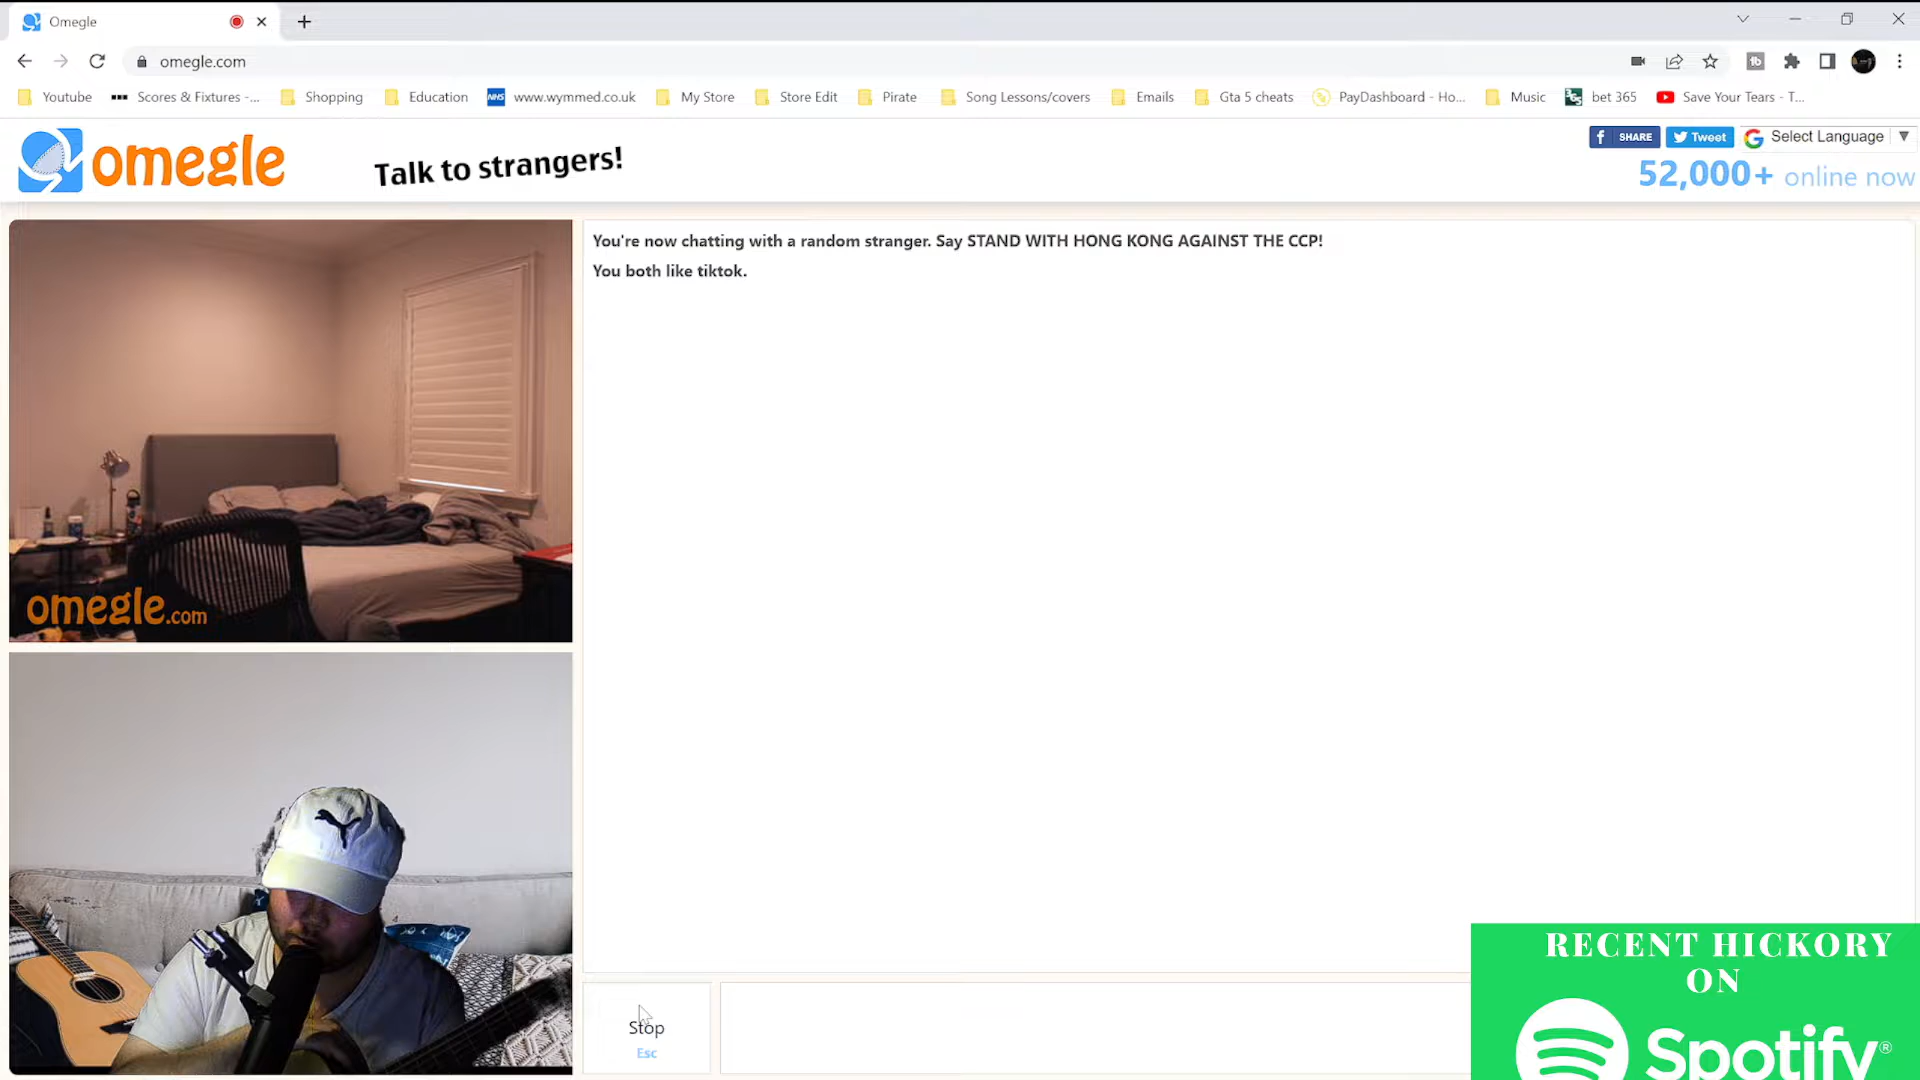 Omegle
omegle.com
Youtube
Scores & Fixtures -...
Shopping
Education
NHS
www.wymmed.co.uk
My Store
Store Edit
Pirate
Song Lessons/covers
Emails
Gta 5 cheats
PayDashboard - Ho...
Music
bet 365
Save Your Tears - T...
omegle
Talk to strangers!
SHARE
Tweet
Select Language
52,000+ online now
You're now chatting with a random stranger. Say STAND WITH HONG KONG AGAINST THE CCP!
You both like tiktok.
omegle.com
Stop
Esc
RECENT HICKORY
ON
Spotify®